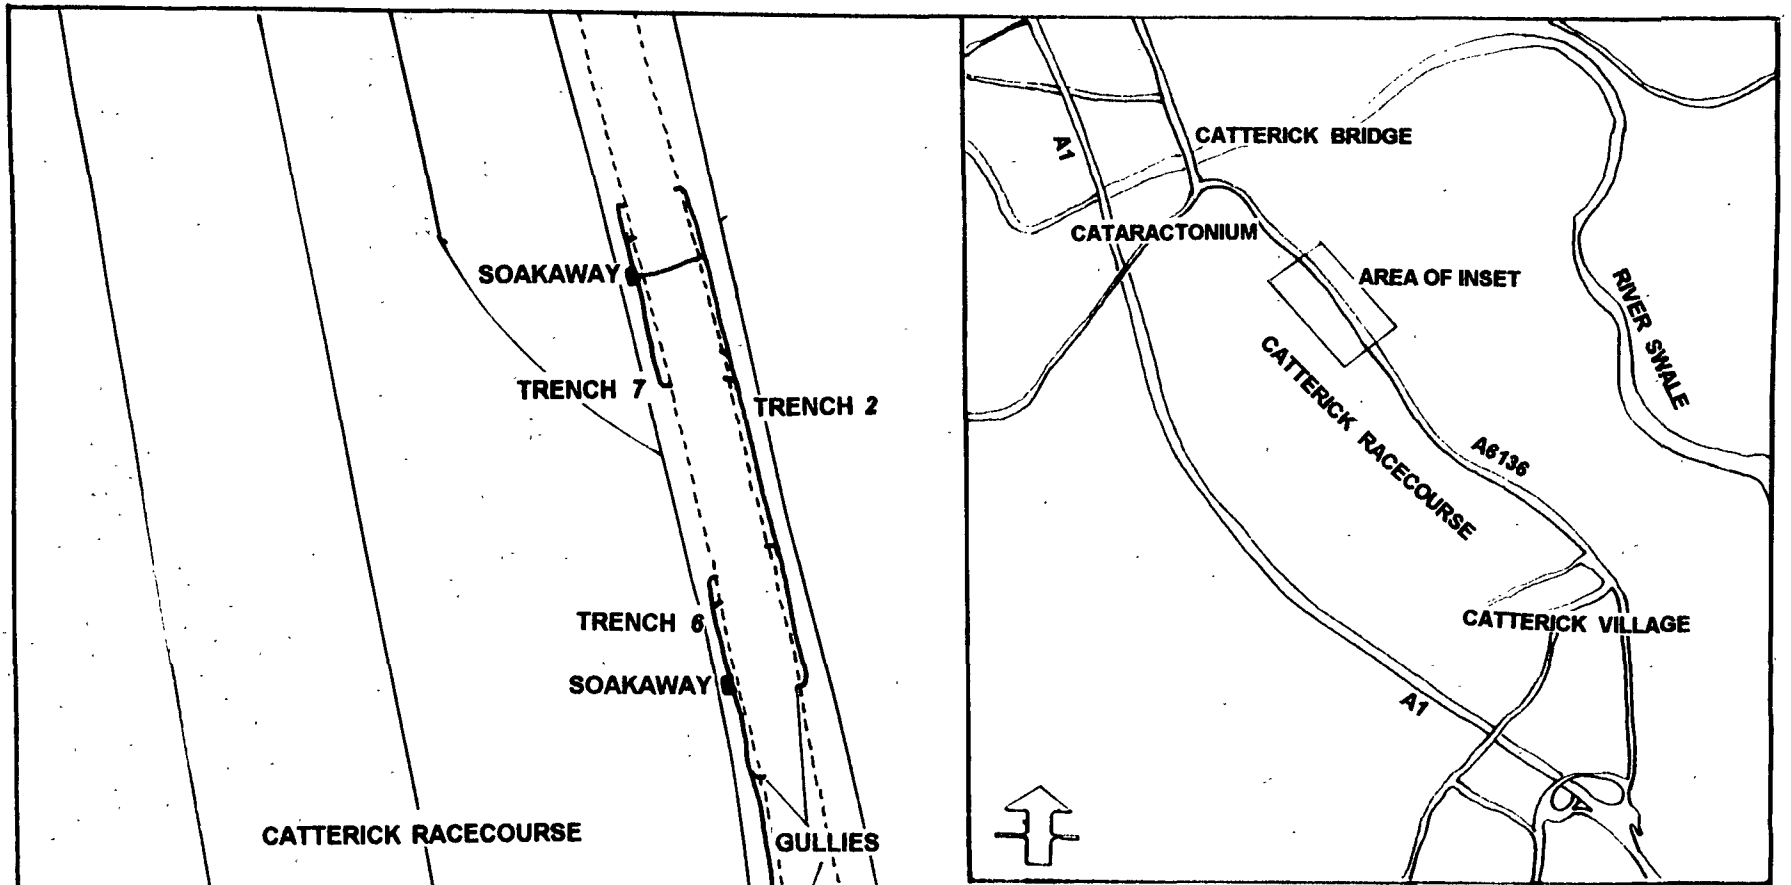 SOAKAWAY
TRENCH 7
TRENCH 2
TRENCH 6
SOAKAWAY
CATTERICK RACECOURSE
GULLIES
A1
CATTERICK BRIDGE
CATARACTONIUM
AREA OF INSET
RIVER SWALE
CATTERICK RACECOURSE
A6136
CATTERICK VILLAGE
A1